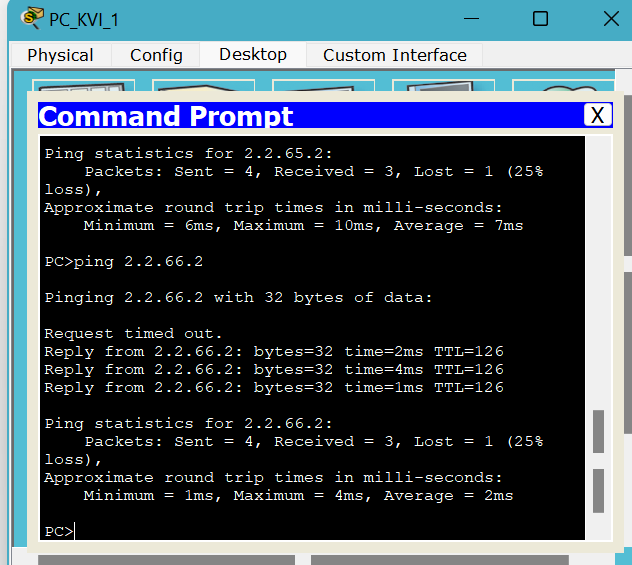 PC_KVI_1
Physical Config Desktop Custom Interface
Command Prompt X
Ping statistics for 2.2.65.2:
Packets: Sent = 4, Received = 3, Lost = 1 (25%
loss),
Approximate round trip times in milli-seconds:
Minimum = 6ms, Maximum = 10ms, Average = 7ms
PC>ping 2.2.66.2
Pinging 2.2.66.2 with 32 bytes of data:
Request timed out.
Reply from 2.2.66.2: bytes=32 time=2ms TTL=126
Reply from 2.2.66.2: bytes=32 time=4ms TTL=126
Reply from 2.2.66.2: bytes=32 time=1ms TTL=126
Ping statistics for 2.2.66.2:
Packets: Sent = 4, Received = 3, Lost = 1 (25%
loss),
Approximate round trip times in milli-seconds:
Minimum = 1ms, Maximum = 4ms, Average = 2ms
PC>